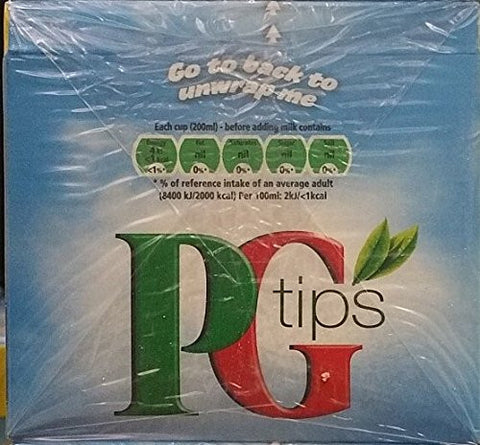 Go to back to
unwrap me
Each cup (200ml) - before adding milk contains
Energy Fat Saturates Sugars Salt
nil nil nil nil
<1%* 0%* 0%* 0%* 0%*
* % of reference intake of an average adult
(8400 kJ/2000 kcal) Per 100ml: 2kJ/<1kcal
PG
tips